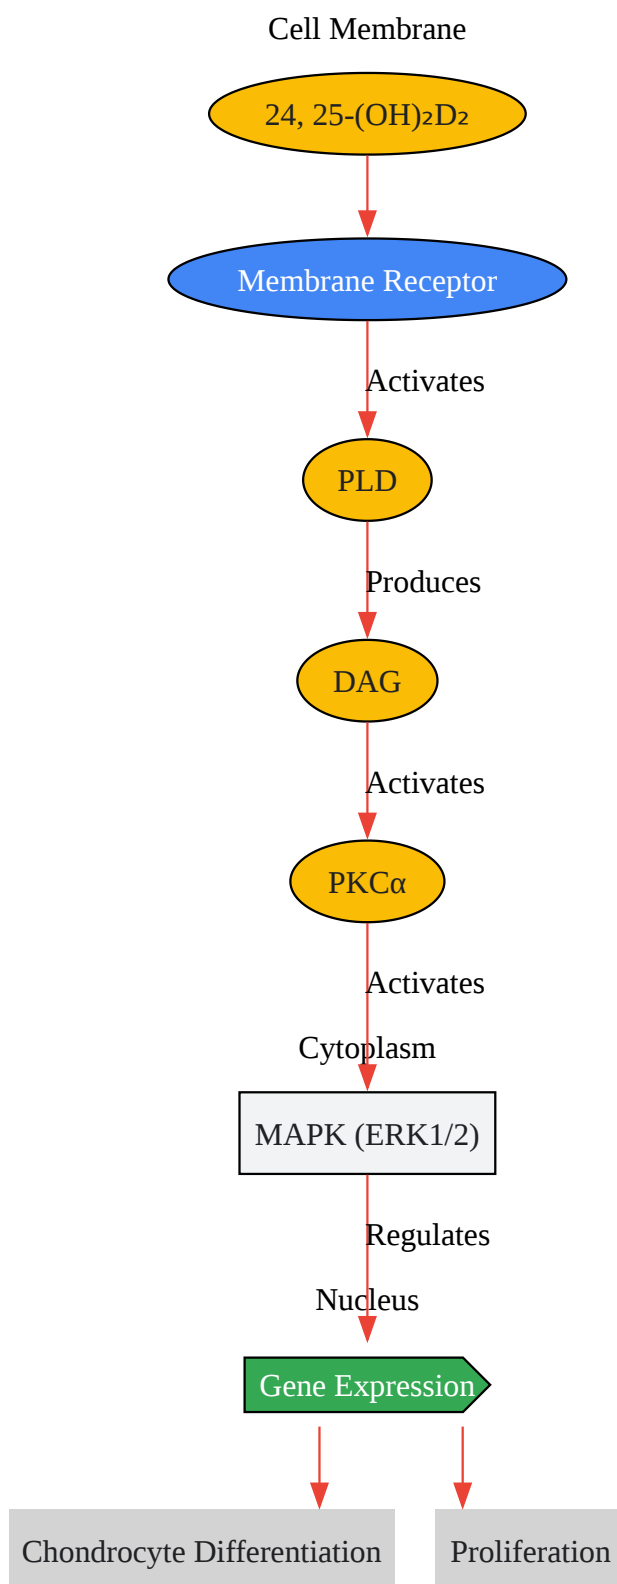 Cell Membrane
24, 25-(OH)₂D₂
Membrane Receptor
Activates
PLD
Produces
DAG
Activates
PKCα
Activates
Cytoplasm
MAPK (ERK1/2)
Regulates
Nucleus
Gene Expression
Chondrocyte Differentiation
Proliferation